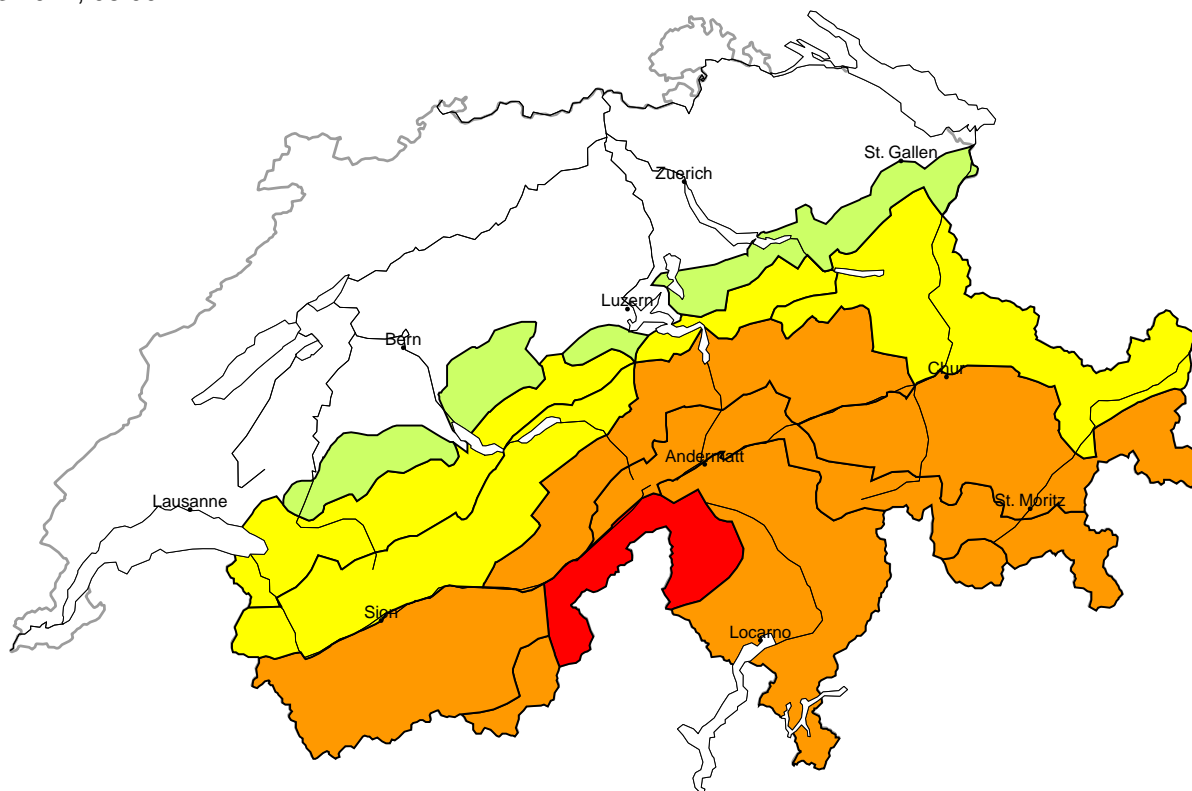 St. Gallen
Zuerich
Luzern
Bern
Chur
Andermatt
Lausanne
St. Moritz
Sion
Locarno